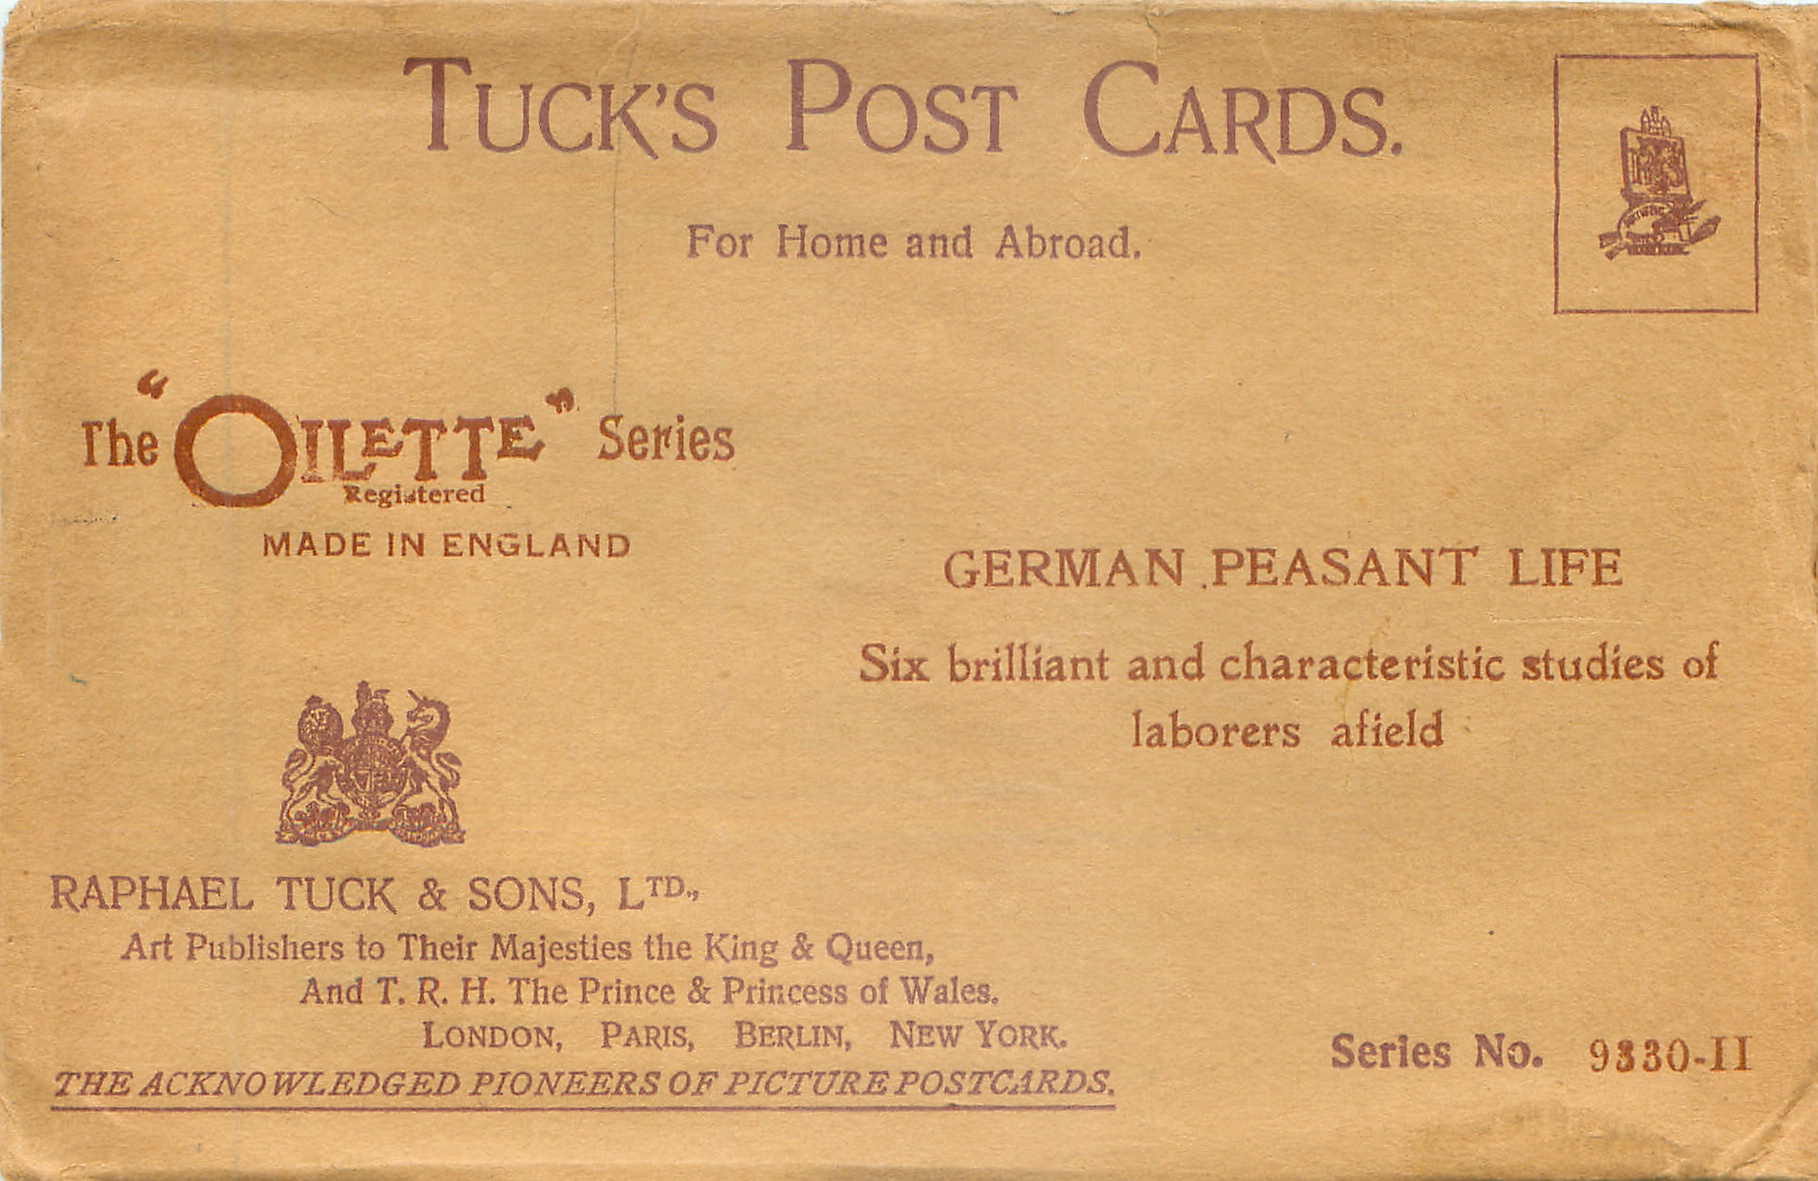 TUCK'S POST CARDS.
For Home and Abroad.
The "OILETTE" Series
Registered
MADE IN ENGLAND
GERMAN PEASANT LIFE
Six brilliant and characteristic studies of
laborers afield
RAPHAEL TUCK & SONS, LTD.,
Art Publishers to Their Majesties the King & Queen,
And T. R. H. The Prince & Princess of Wales.
LONDON, PARIS, BERLIN, NEW YORK.
THE ACKNOWLEDGED PIONEERS OF PICTURE POSTCARDS.
Series No. 9330-II